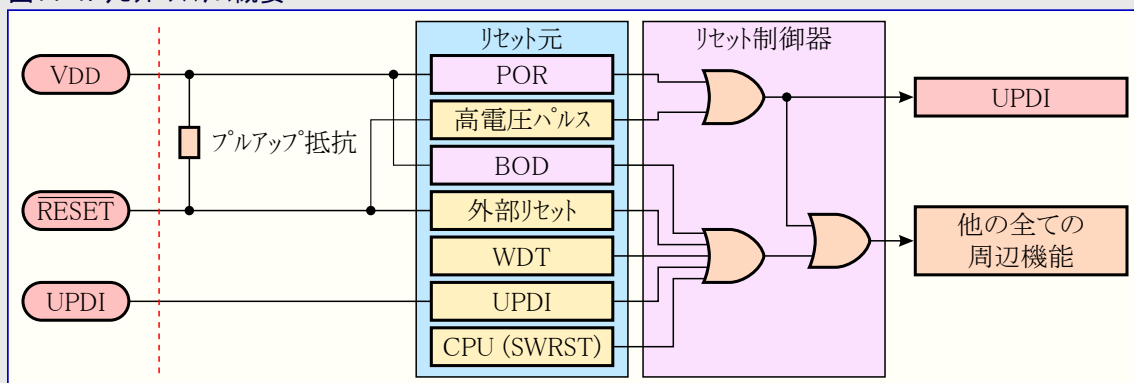 リセット元
リセット制御器
VDD
POR
UPDI
高電圧パルス
プルアップ抵抗
BOD
RESET
外部リセット
他の全ての
周辺機能
WDT
UPDI
UPDI
CPU (SWRST)